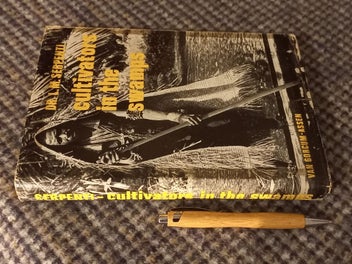 DR. L.M. SERPENTI
cultivators
in the
swamps
VAN GORCUM-ASSEN
SERPENTI - cultivators in the swamps